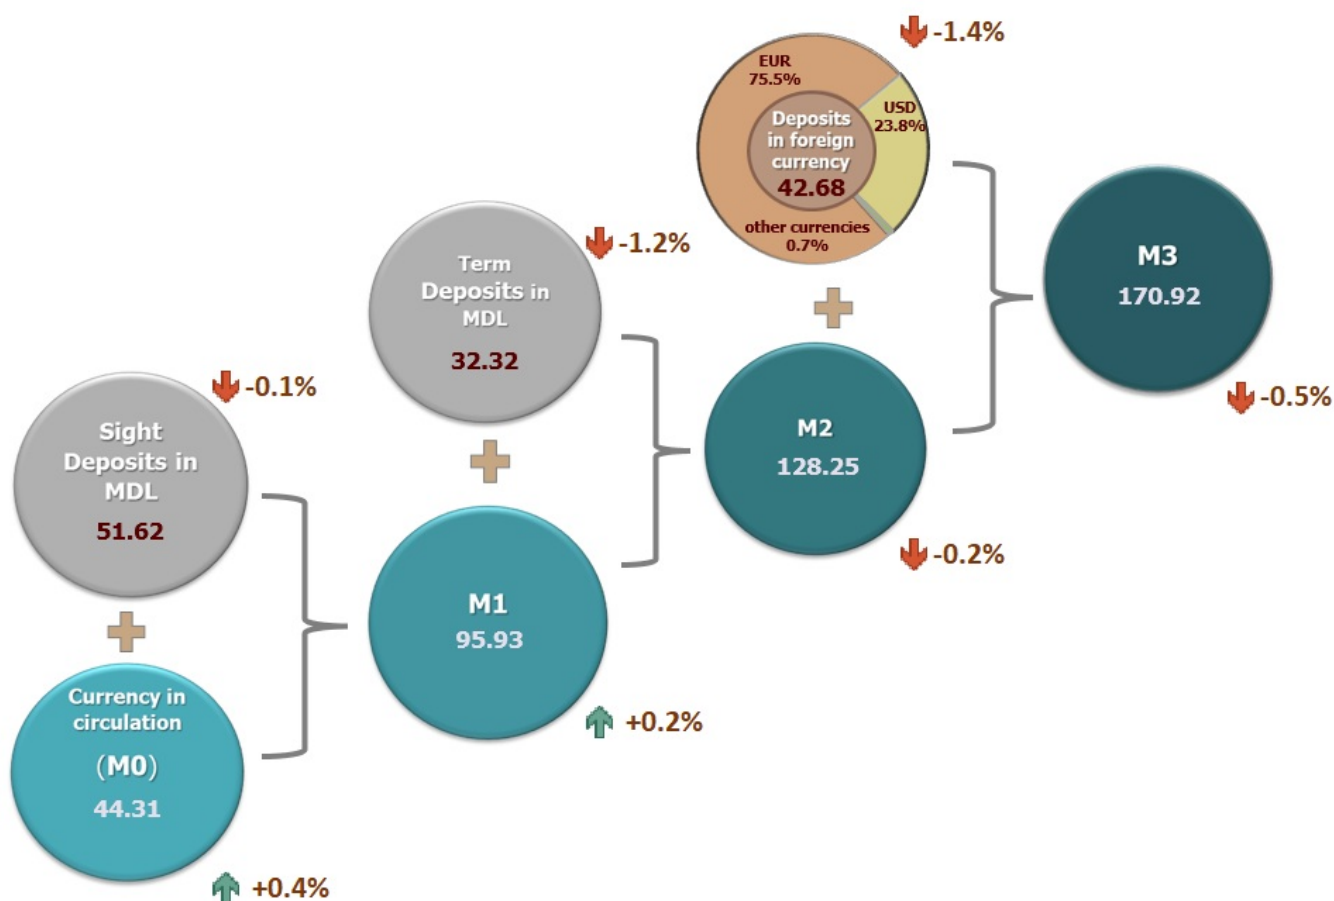 -1.4%
EUR
75.5%
USD
23.8%
Deposits
in foreign
currency
42.68
other currencies
0.7%
M3
170.92
-0.5%
-1.2%
Term
Deposits in
MDL
32.32
M2
128.25
-0.2%
-0.1%
Sight
Deposits in
MDL
51.62
M1
95.93
+0.2%
Currency in
circulation
(M0)
44.31
+0.4%